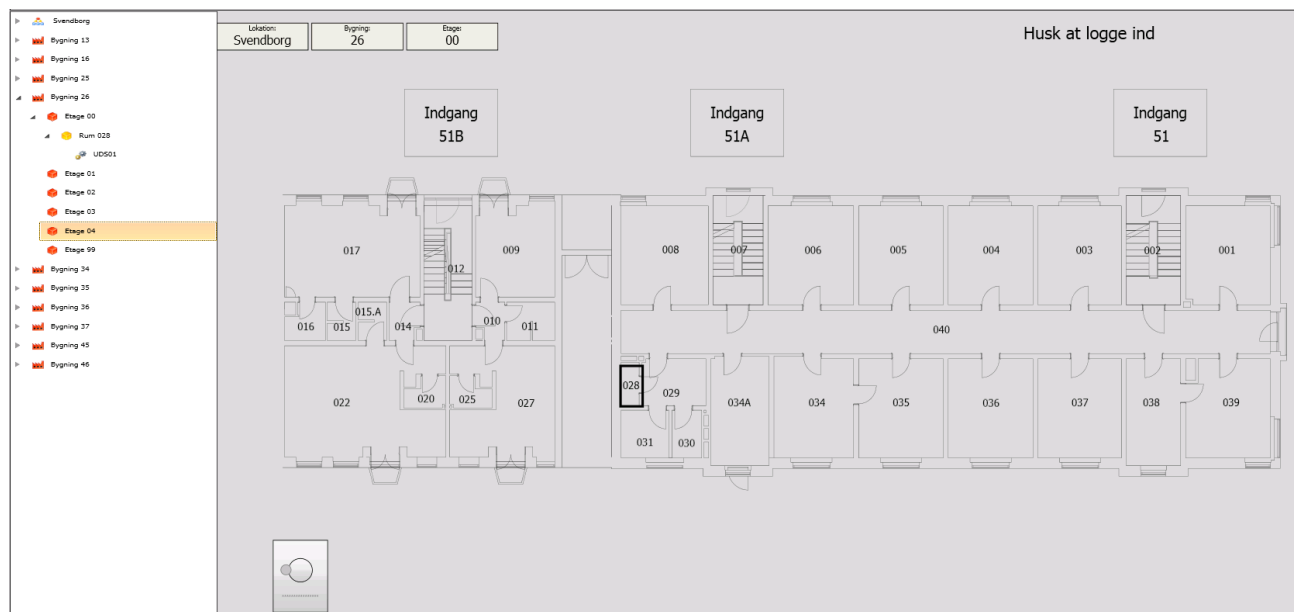 Svendborg
Bygning 13
Bygning 16
Bygning 25
Bygning 26
Etage 00
Rum 028
UDS01
Etage 01
Etage 02
Etage 03
Etage 04
Etage 99
Bygning 34
Bygning 35
Bygning 36
Bygning 37
Bygning 45
Bygning 46
Lokation: Bygning: Etage:
Svendborg 26 00
Husk at logge ind
Indgang Indgang Indgang
51B 51A 51
017 009 008 007 006 005 004 003 002 001
012
015.A
016 015 014 010 011
040
028
029
022 020 025 027 034A 034 035 036 037 038 039
031 030